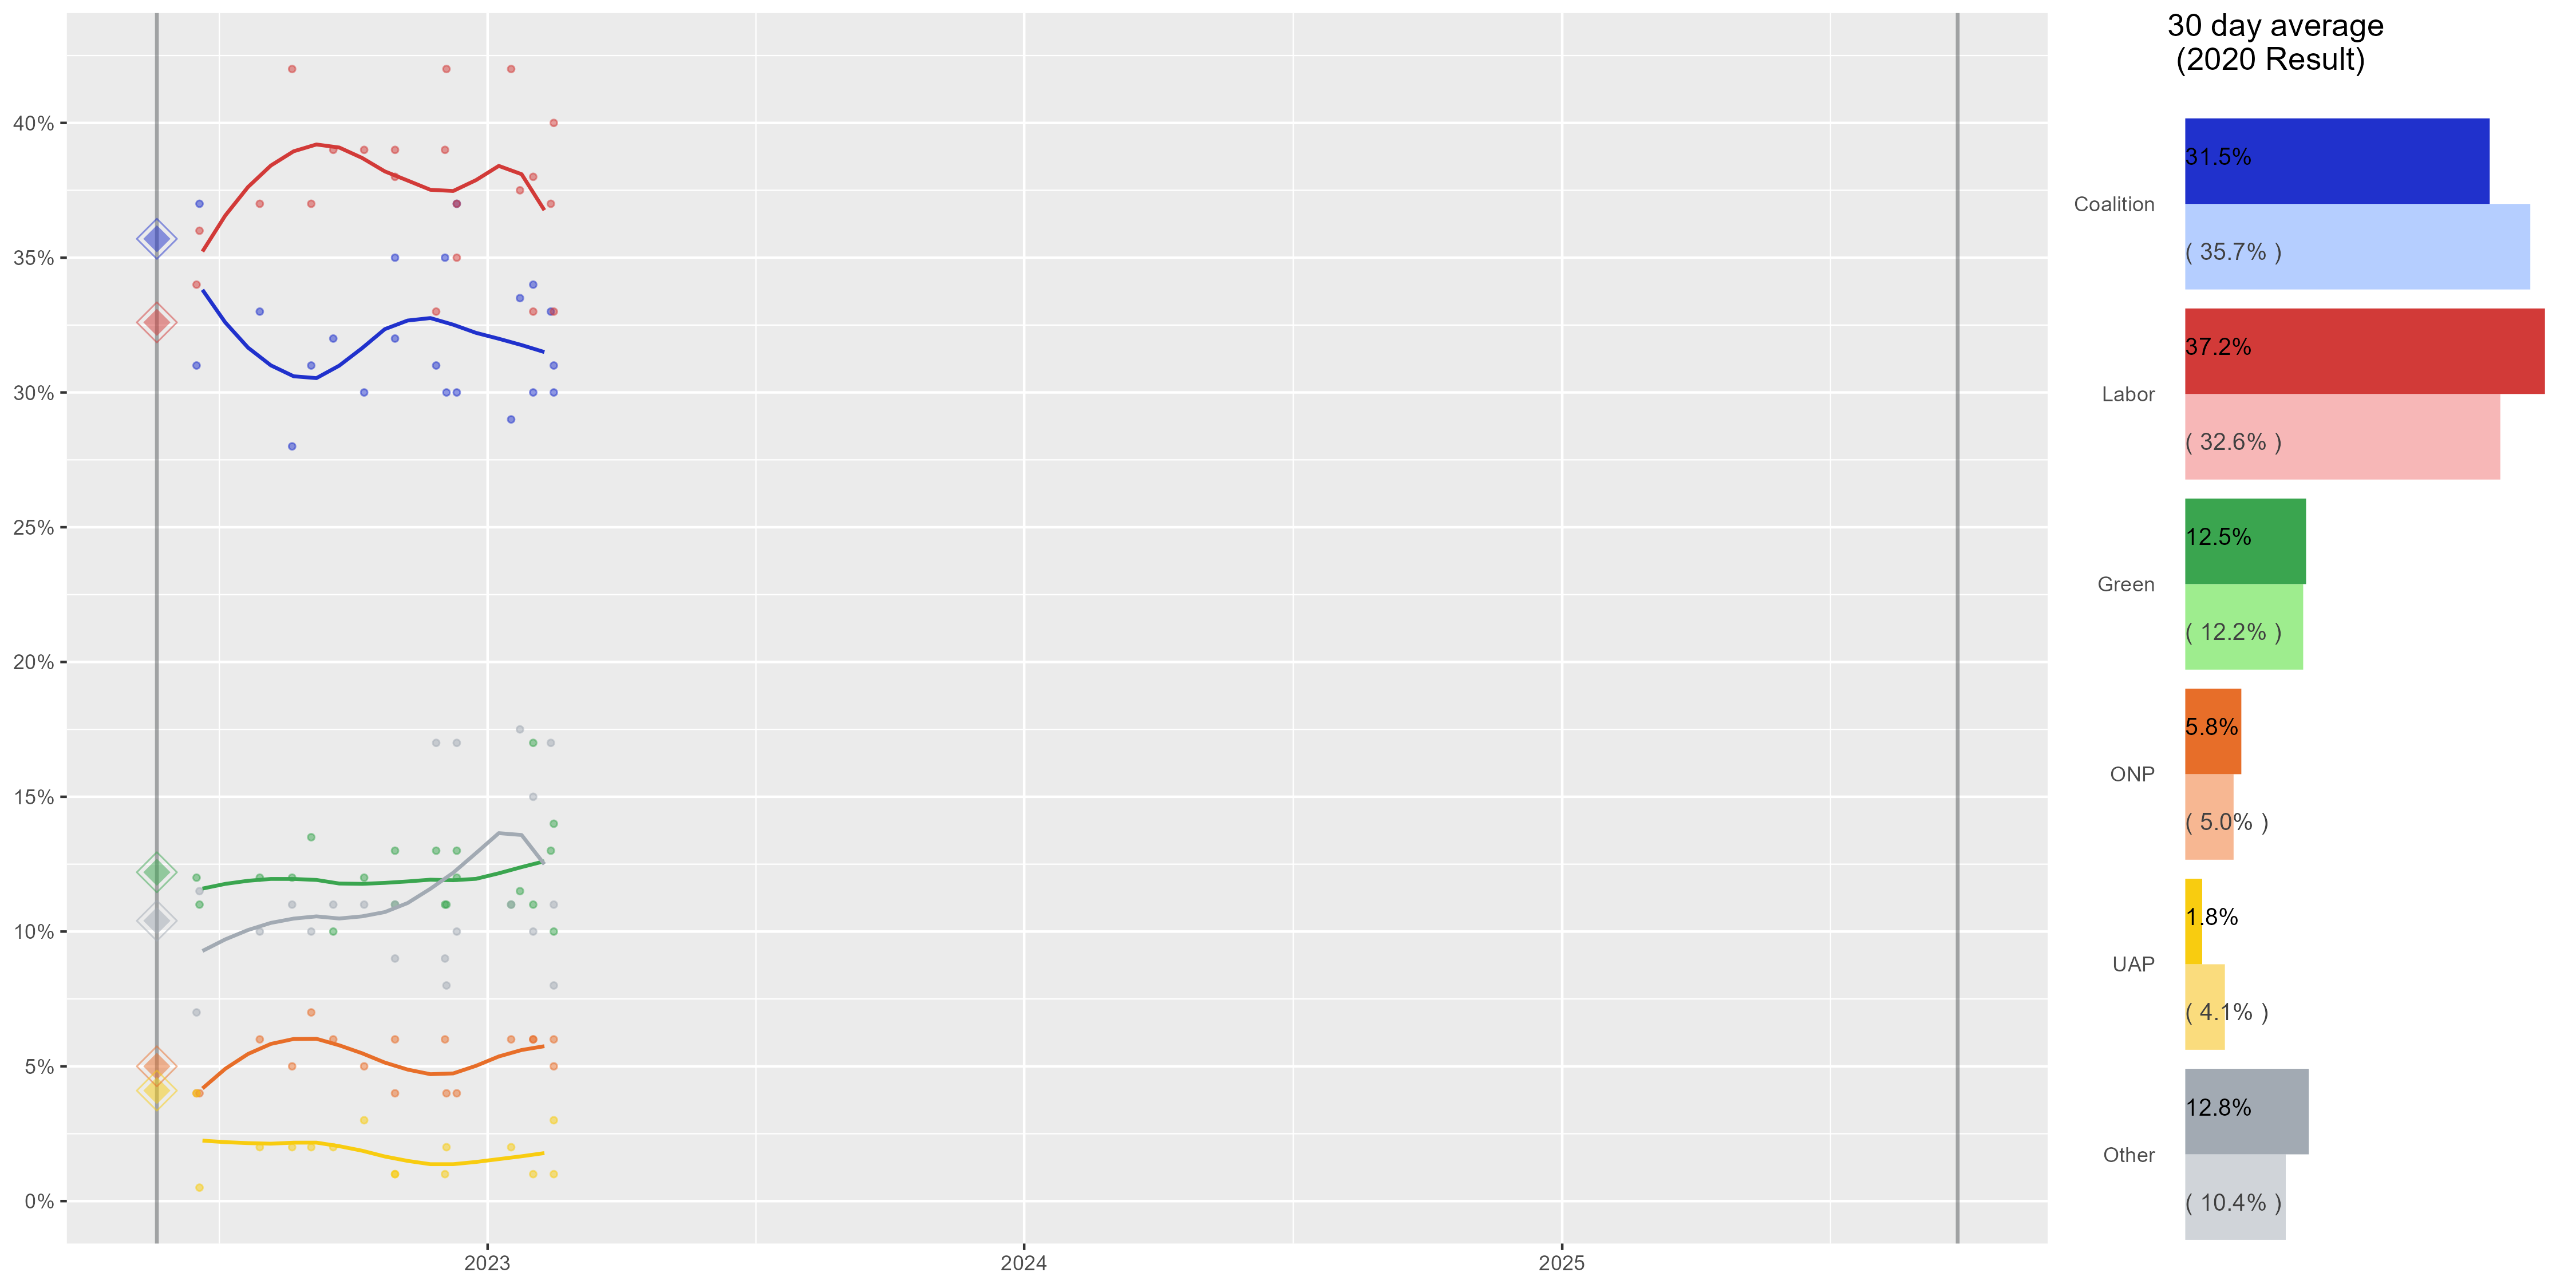 40%
35%
30%
25%
20%
15%
10%
5%
0%
2023
2024
2025
30 day average
(2020 Result)
Coalition
31.5%
( 35.7% )
Labor
37.2%
( 32.6% )
Green
12.5%
( 12.2% )
ONP
5.8%
( 5.0% )
UAP
1.8%
( 4.1% )
Other
12.8%
( 10.4% )